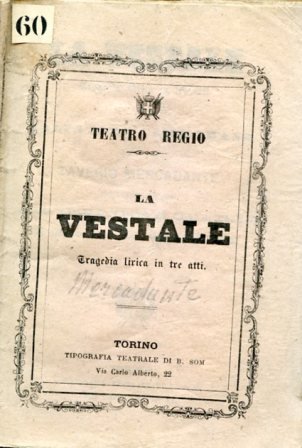 60
TEATRO REGIO
LA
VESTALE
Tragedia lirica in tre atti.
Mercadante
TORINO
TIPOGRAFIA TEATRALE DI B. SOM
Via Carlo Alberto, 22